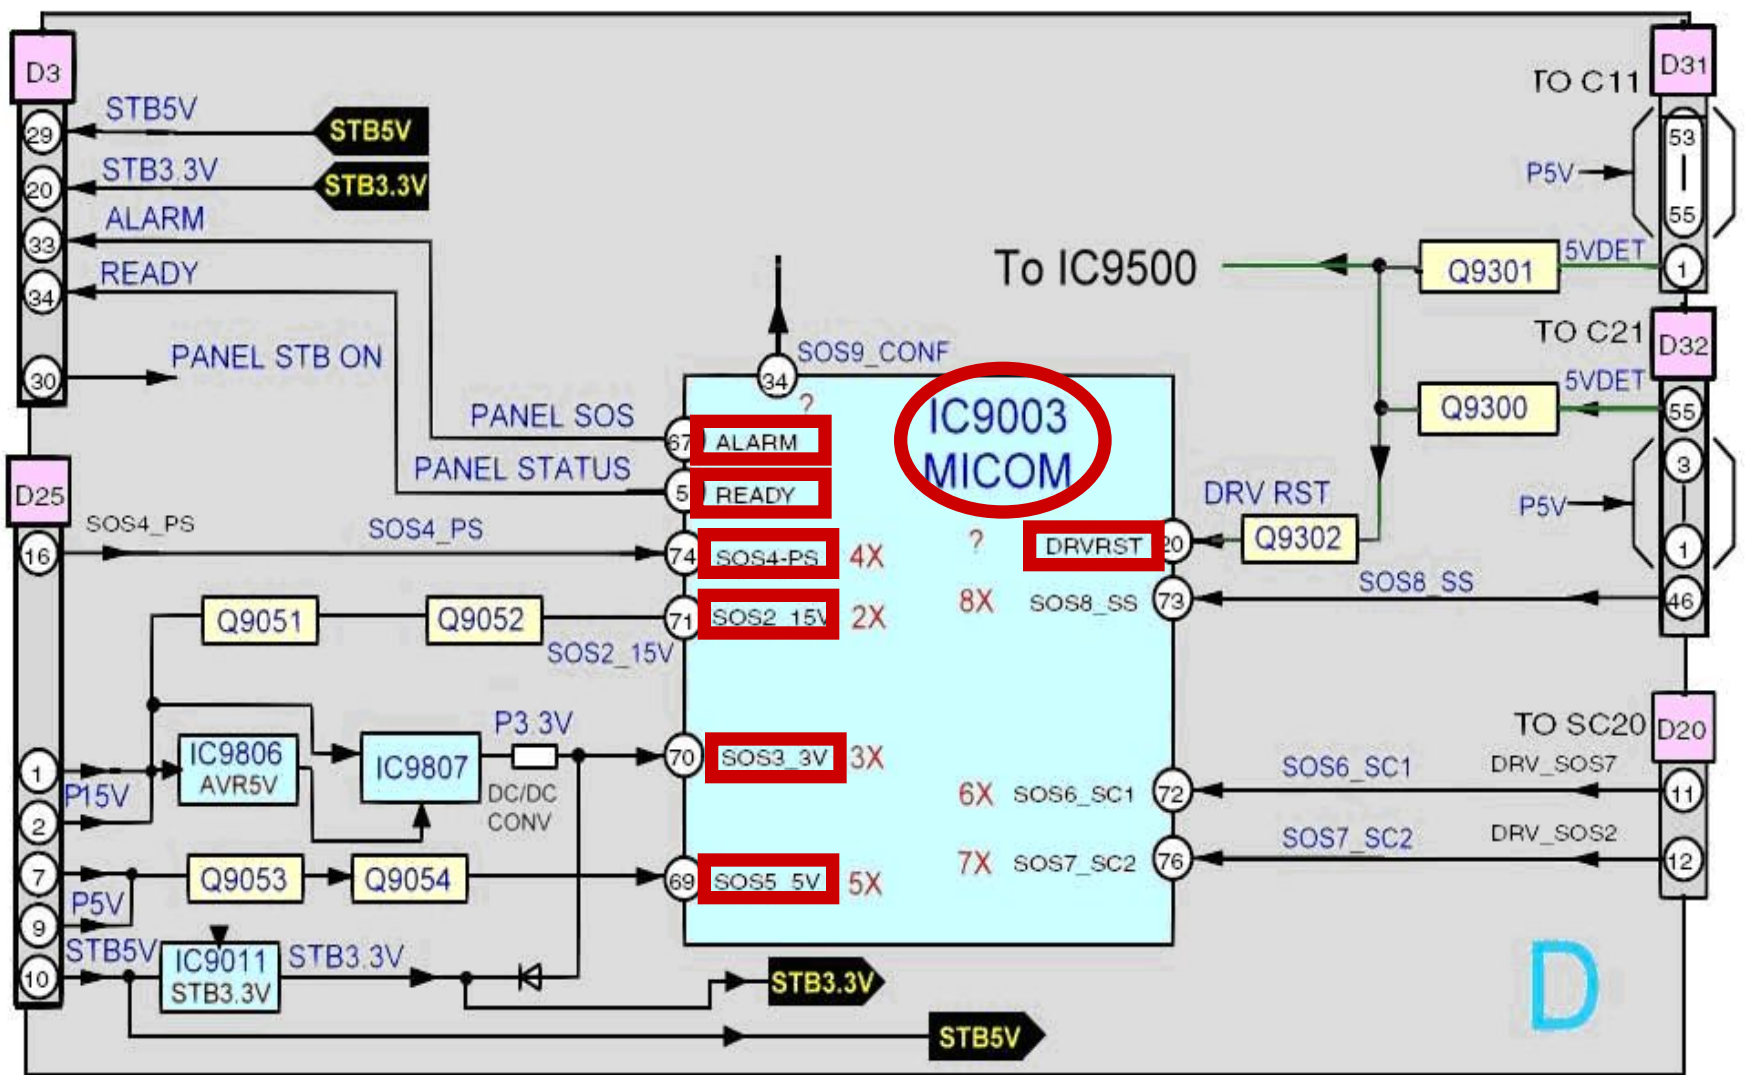 D3
29
STB5V
STB5V
20
STB3.3V
STB3.3V
33
ALARM
34
READY
30
PANEL STB ON
D25
16
SOS4_PS
SOS4_PS
Q9051
Q9052
SOS2_15V
1
P15V
2
IC9806
AVR5V
IC9807
P3.3V
DC/DC
CONV
7
P5V
9
Q9053
Q9054
10
STB5V
IC9011
STB3.3V
STB3.3V
STB3.3V
STB5V
SOS9_CONF
34
?
IC9003
MICOM
PANEL SOS
67
ALARM
PANEL STATUS
5
READY
74
SOS4-PS
4X
71
SOS2_15V
2X
70
SOS3_3V
3X
69
SOS5_5V
5X
?
DRVRST
20
8X
SOS8_SS
73
6X
SOS6_SC1
72
7X
SOS7_SC2
76
To IC9500
Q9301
5VDET
Q9300
5VDET
DRV RST
Q9302
SOS8_SS
SOS6_SC1
DRV_SOS7
SOS7_SC2
DRV_SOS2
TO C11
D31
53
55
P5V
1
TO C21
D32
55
3
P5V
1
46
TO SC20
D20
11
12
D